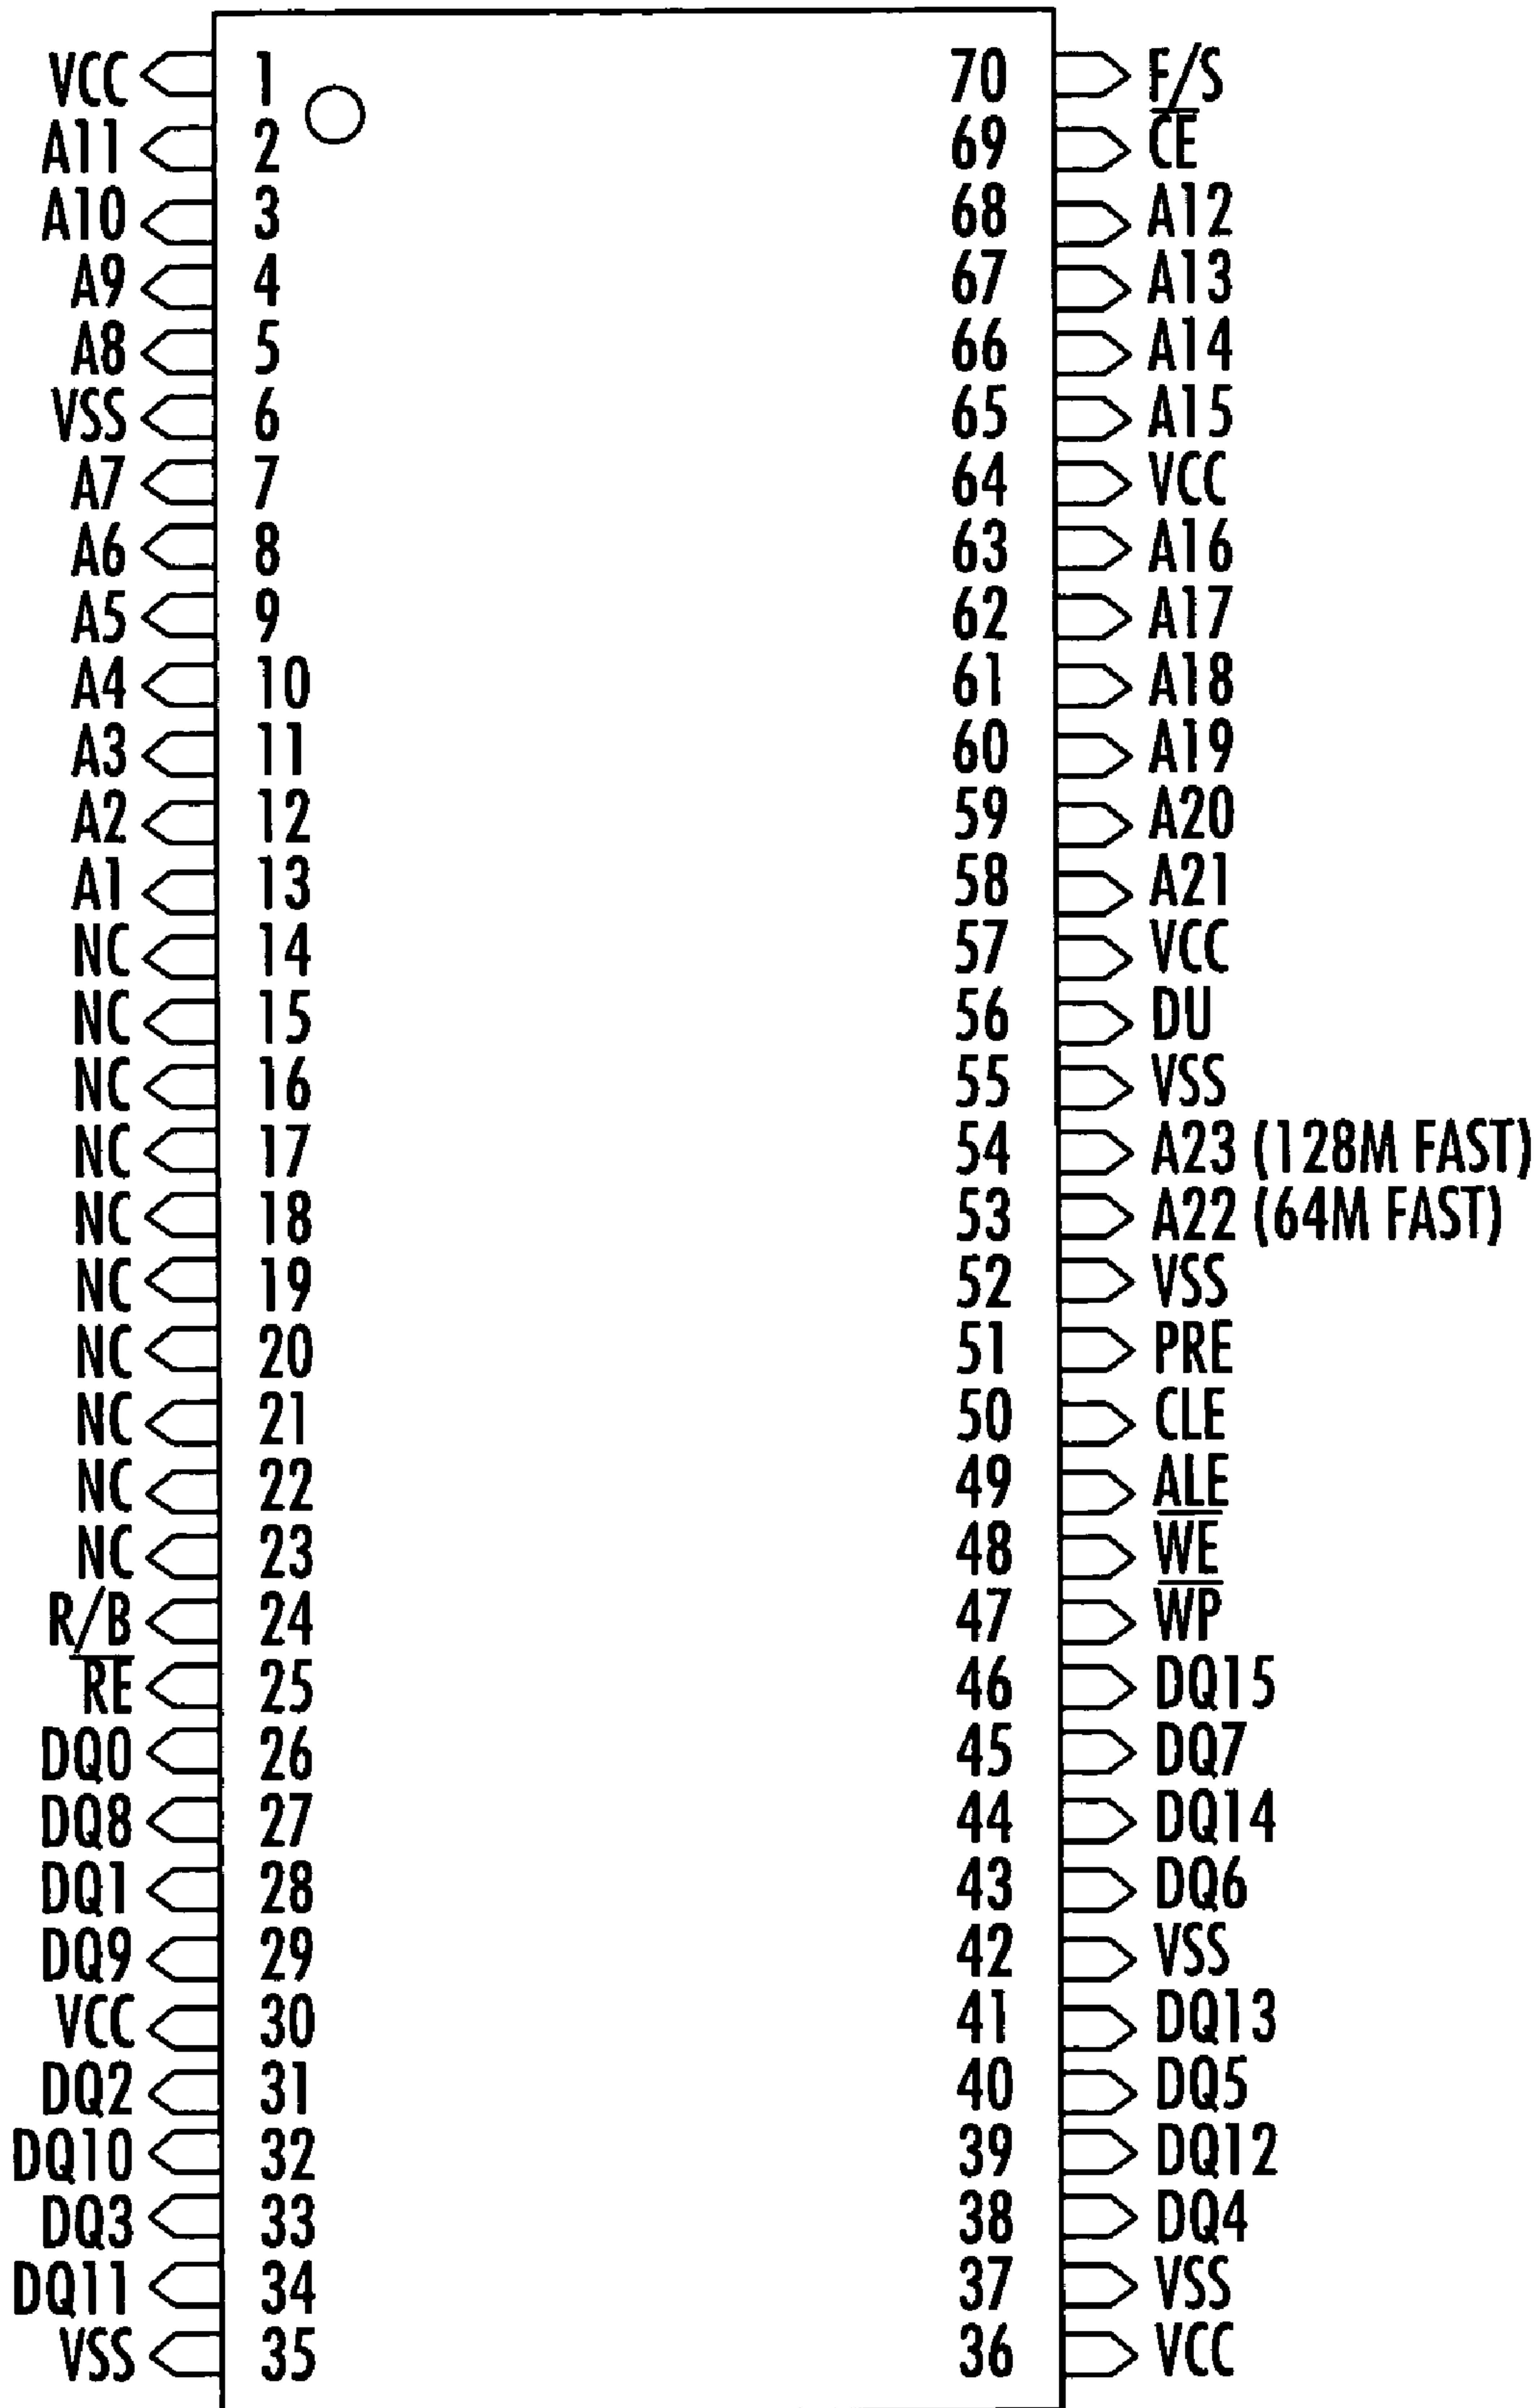 VCC 1 70 F/S
A11 2 69 C̅E̅
A10 3 68 A12
A9 4 67 A13
A8 5 66 A14
VSS 6 65 A15
A7 7 64 VCC
A6 8 63 A16
A5 9 62 A17
A4 10 61 A18
A3 11 60 A19
A2 12 59 A20
A1 13 58 A21
NC 14 57 VCC
NC 15 56 DU
NC 16 55 VSS
NC 17 54 A23 (128M FAST)
NC 18 53 A22 (64M FAST)
NC 19 52 VSS
NC 20 51 PRE
NC 21 50 CLE
NC 22 49 ALE
NC 23 48 W̅E̅
R/B 24 47 W̅P̅
R̅E̅ 25 46 DQ15
DQ0 26 45 DQ7
DQ8 27 44 DQ14
DQ1 28 43 DQ6
DQ9 29 42 VSS
VCC 30 41 DQ13
DQ2 31 40 DQ5
DQ10 32 39 DQ12
DQ3 33 38 DQ4
DQ11 34 37 VSS
VSS 35 36 VCC